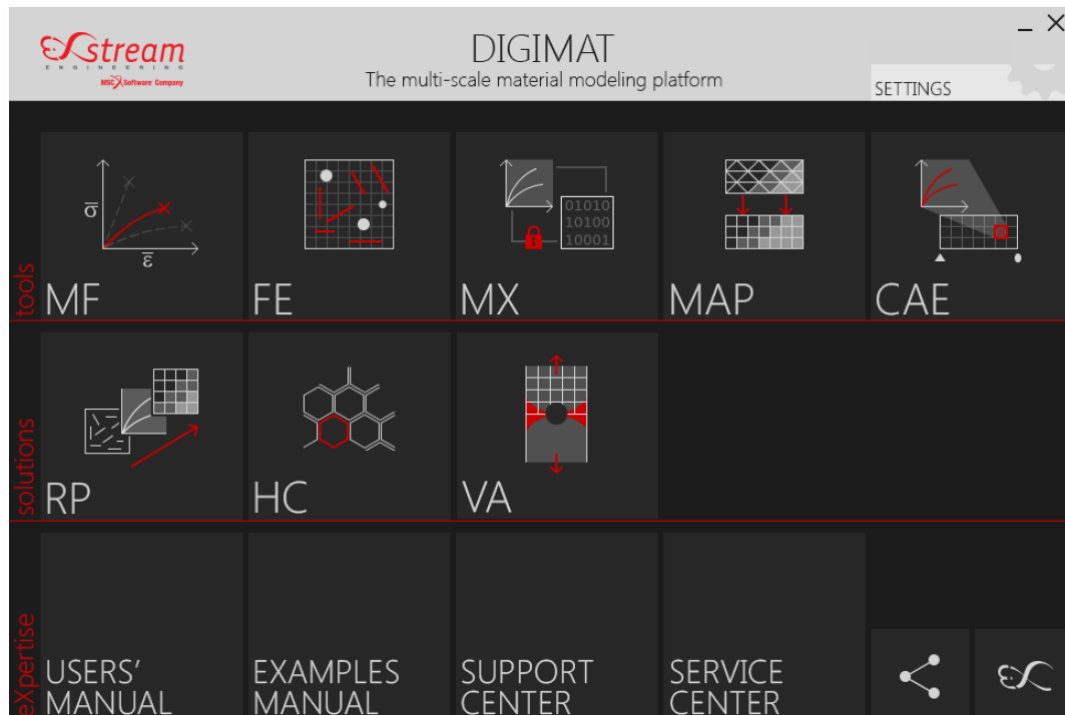 eXstream
ENGINEERING
MSC Software Company
DIGIMAT
The multi-scale material modeling platform
SETTINGS
tools
σ
ε
MF
FE
01010
10100
10001
MX
MAP
CAE
solutions
RP
HC
VA
eXpertise
USERS’
MANUAL
EXAMPLES
MANUAL
SUPPORT
CENTER
SERVICE
CENTER
eX